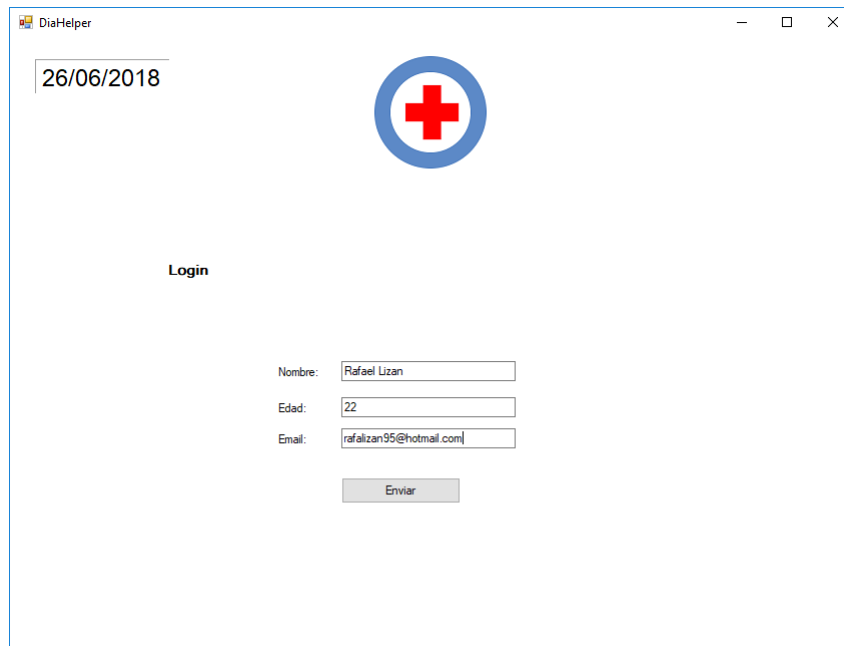 DiaHelper
26/06/2018
Login
Nombre: Rafael Lizan
Edad: 22
Email: rafalizan95@hotmail.com
Enviar